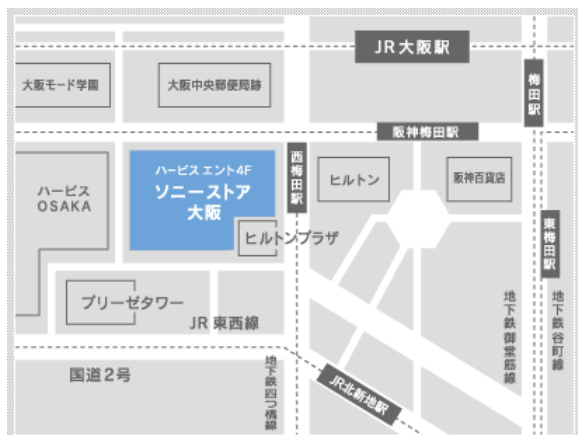 JR大阪駅
大阪モード学園
大阪中央郵便局跡
梅田駅
阪神梅田駅
ハービス
OSAKA
ハービス エント4F
ソニーストア
大阪
西梅田駅
ヒルトン
阪神百貨店
ヒルトンプラザ
東梅田駅
ブリーゼタワー
JR東西線
地下鉄御堂筋線
地下鉄谷町線
国道2号
地下鉄四つ橋線
JR北新地駅